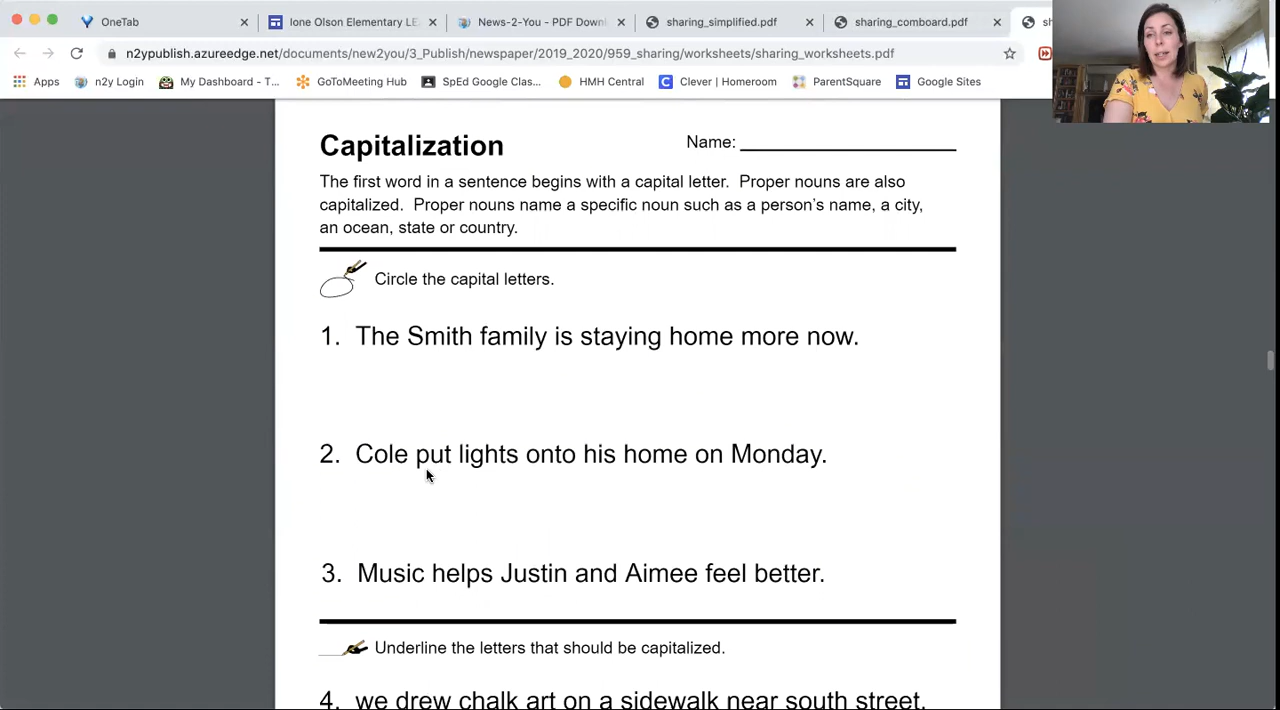 OneTab
Ione Olson Elementary LE
News-2-You - PDF Down
sharing_simplified.pdf
sharing_comboard.pdf
n2ypublish.azureedge.net/documents/new2you/3_Publish/newspaper/2019_2020/959_sharing/worksheets/sharing_worksheets.pdf
Apps n2y Login My Dashboard - T... GoToMeeting Hub SpEd Google Clas... HMH Central Clever | Homeroom ParentSquare Google Sites
Capitalization Name:
The first word in a sentence begins with a capital letter. Proper nouns are also
capitalized. Proper nouns name a specific noun such as a person's name, a city,
an ocean, state or country.
Circle the capital letters.
1. The Smith family is staying home more now.
2. Cole put lights onto his home on Monday.
3. Music helps Justin and Aimee feel better.
Underline the letters that should be capitalized.
4. we drew chalk art on a sidewalk near south street.